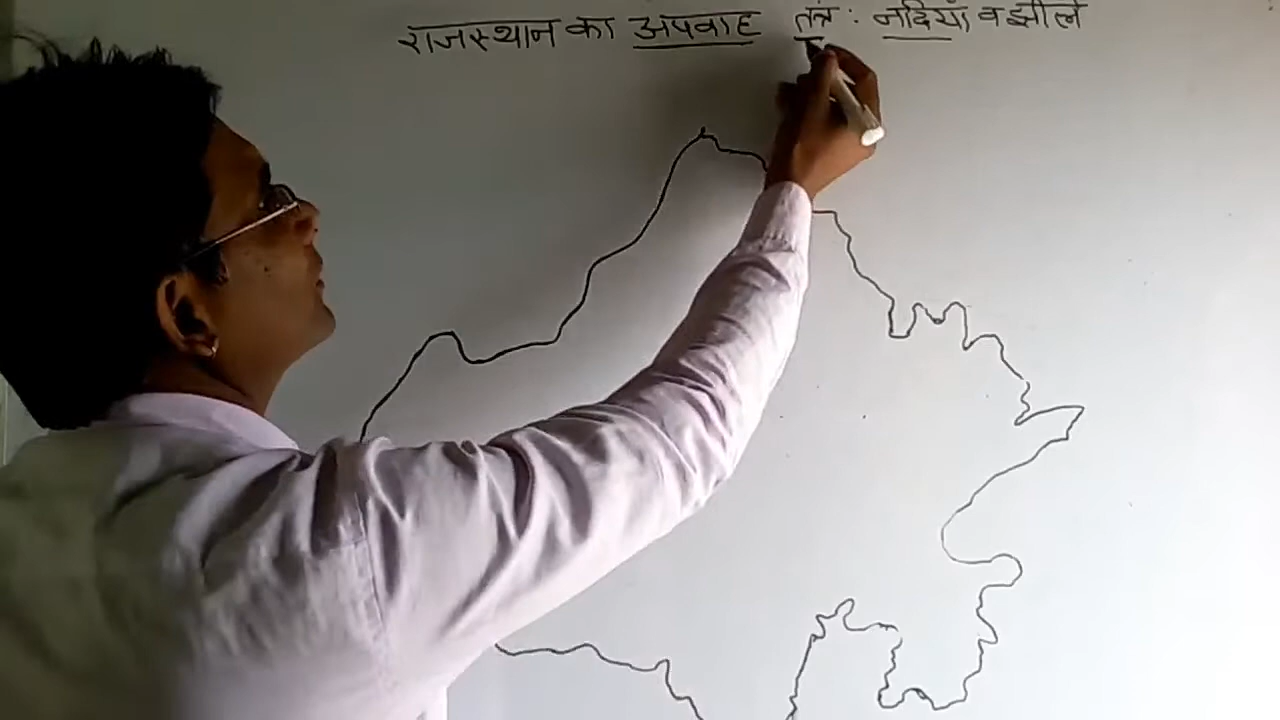 राजस्थान का अपवाह तंत्र : नदियाँ व झीलें